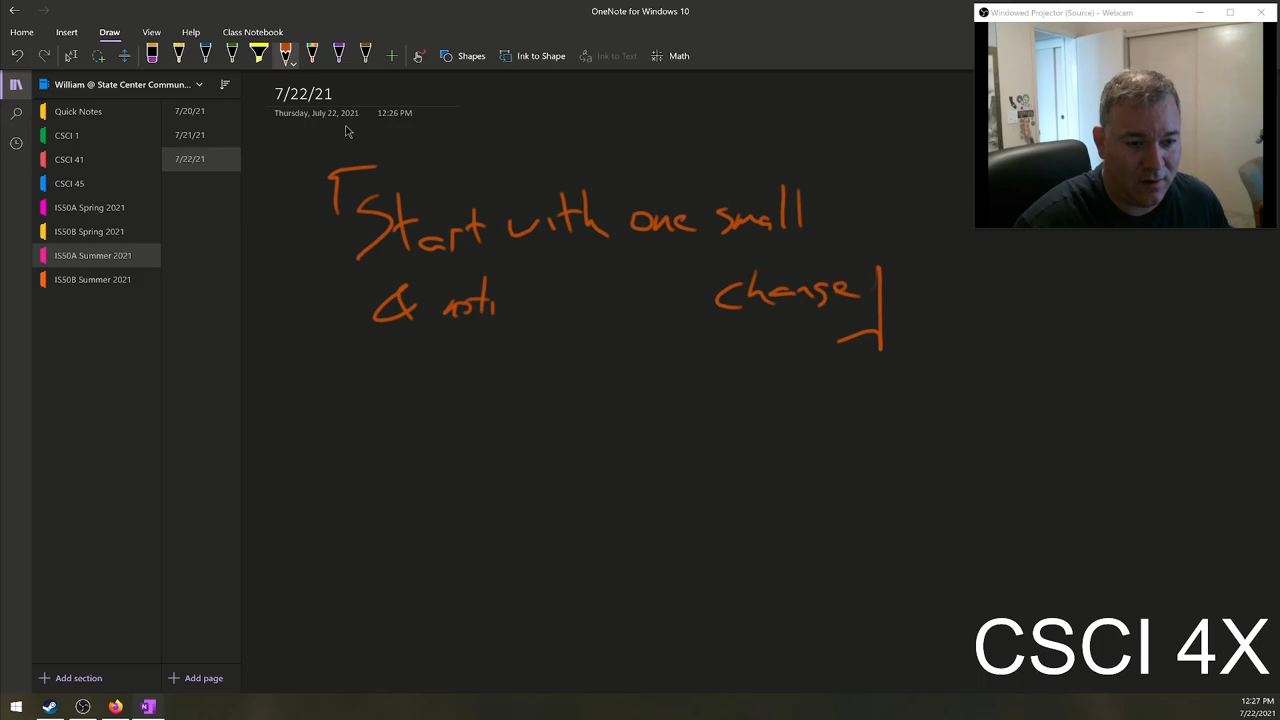 OneNote for Windows 10
Windowed Projector (Source) - Webcam
Home Insert Draw View Help Class Notebook
Shapes Ink to Shape Ink to Text Math
William @ State Center Commun...
Quick Notes
CSCI 1
CSCI 41
CSCI 45
IS50A Spring 2021
IS50B Spring 2021
IS50A Summer 2021
IS50B Summer 2021
7/20/21
7/21/21
7/22/21
7/22/21
Thursday, July 22, 2021 12:26 PM
Start with one small
& change
CSCI 4X
Add section Add page
12:27 PM
7/22/2021